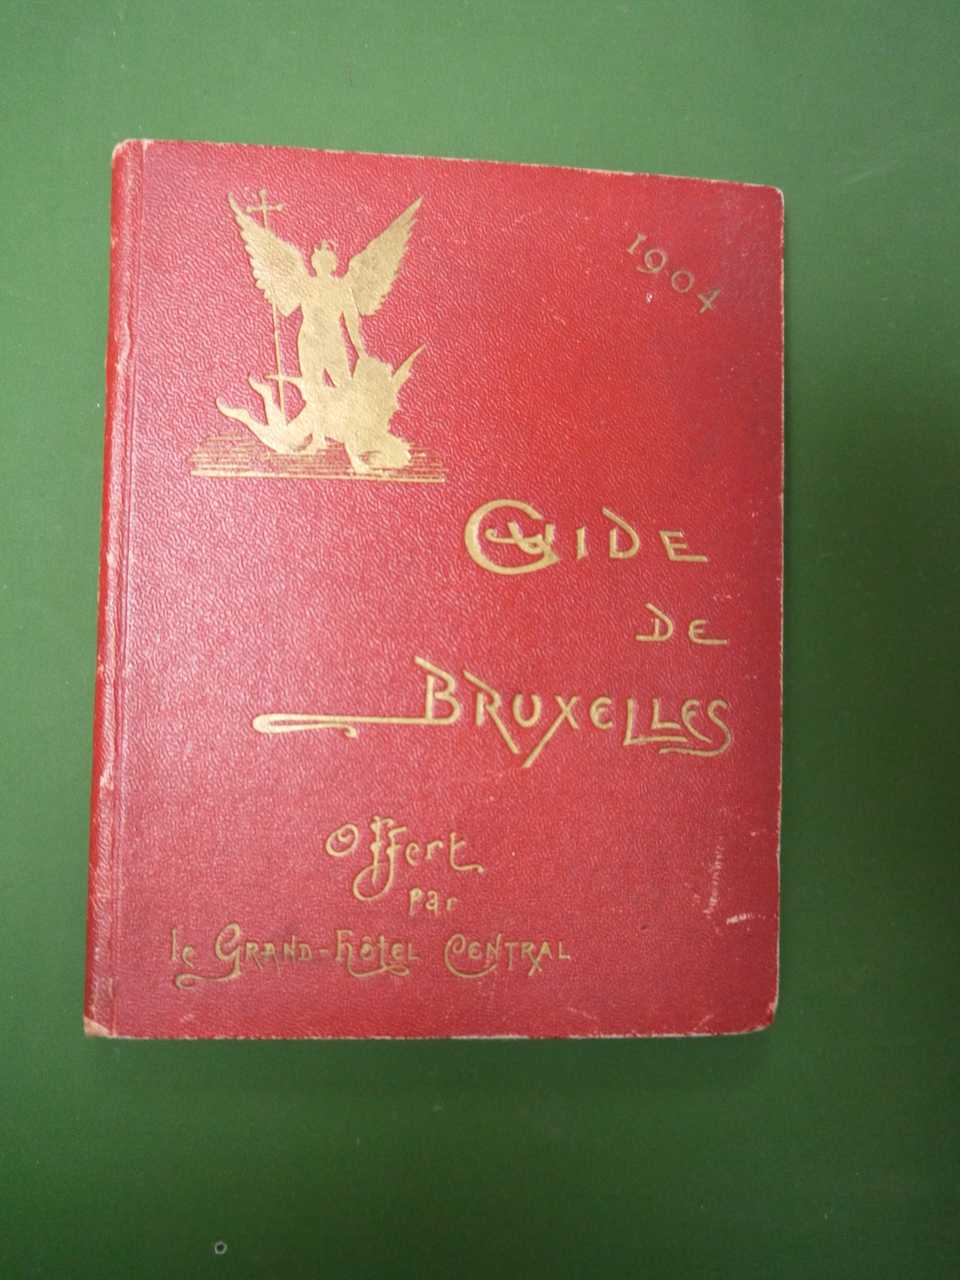 1904
GUIDE
DE
BRUXELLES
Offert
par
le GRAND-HôTEL CENTRAL